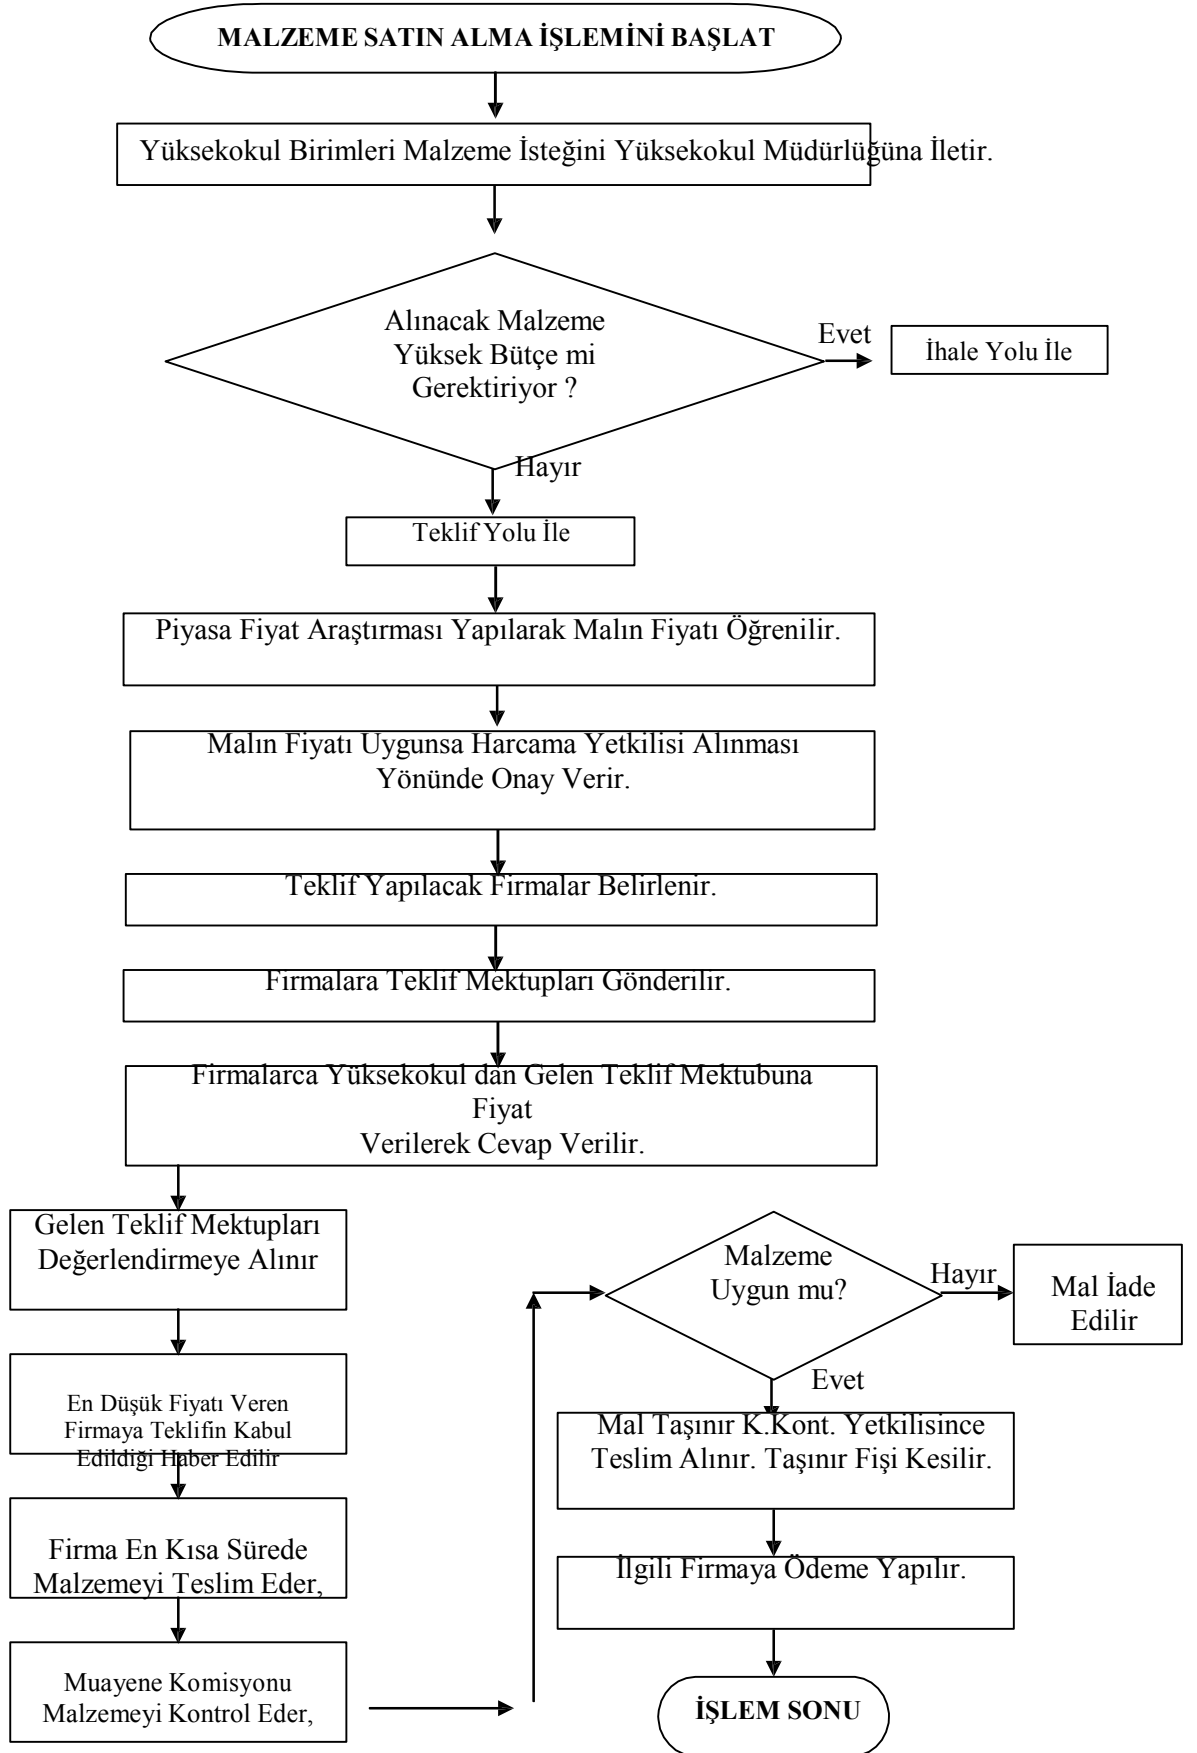 MALZEME SATIN ALMA İŞLEMİNİ BAŞLAT
Yüksekokul Birimleri Malzeme İsteğini Yüksekokul Müdürlüğüna İletir.
Alınacak Malzeme
Yüksek Bütçe mi
Gerektiriyor ?
Evet
İhale Yolu İle
Hayır
Teklif Yolu İle
Piyasa Fiyat Araştırması Yapılarak Malın Fiyatı Öğrenilir.
Malın Fiyatı Uygunsa Harcama Yetkilisi Alınması
Yönünde Onay Verir.
Teklif Yapılacak Firmalar Belirlenir.
Firmalara Teklif Mektupları Gönderilir.
Firmalarca Yüksekokul dan Gelen Teklif Mektubuna
Fiyat
Verilerek Cevap Verilir.
Gelen Teklif Mektupları
Değerlendirmeye Alınır
En Düşük Fiyatı Veren
Firmaya Teklifin Kabul
Edildiği Haber Edilir
Firma En Kısa Sürede
Malzemeyi Teslim Eder,
Muayene Komisyonu
Malzemeyi Kontrol Eder,
Malzeme
Uygun mu?
Hayır
Mal İade
Edilir
Evet
Mal Taşınır K.Kont. Yetkilisince
Teslim Alınır. Taşınır Fişi Kesilir.
İlgili Firmaya Ödeme Yapılır.
İŞLEM SONU